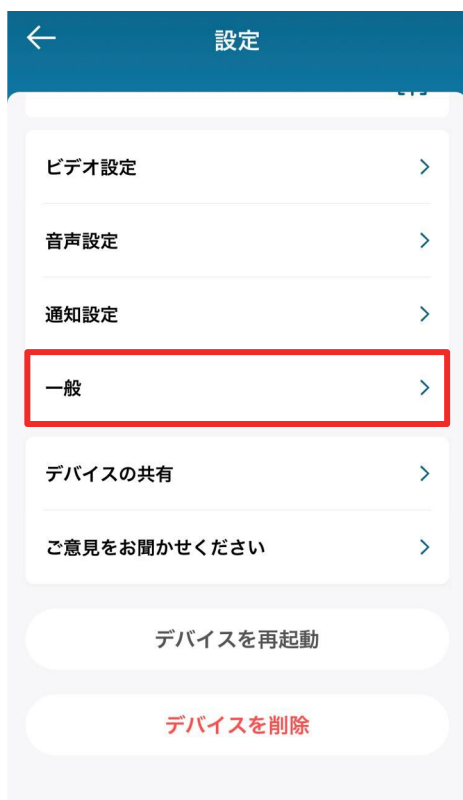 設定
ビデオ設定
音声設定
通知設定
一般
デバイスの共有
ご意見をお聞かせください
デバイスを再起動
デバイスを削除